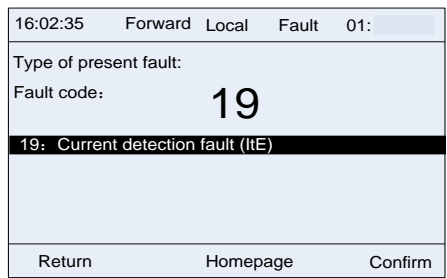 16:02:35 Forward Local Fault 01:
Type of present fault:
Fault code：
19
19：Current detection fault (ItE)
Return Homepage Confirm